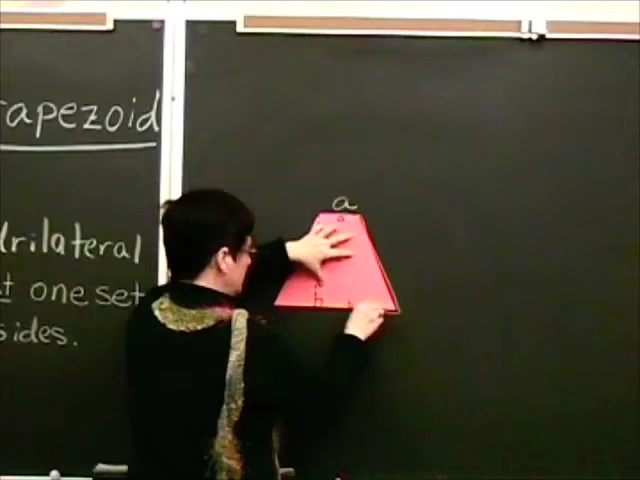 rapezoid
drilateral
st one set
sides.
a
a
h
b